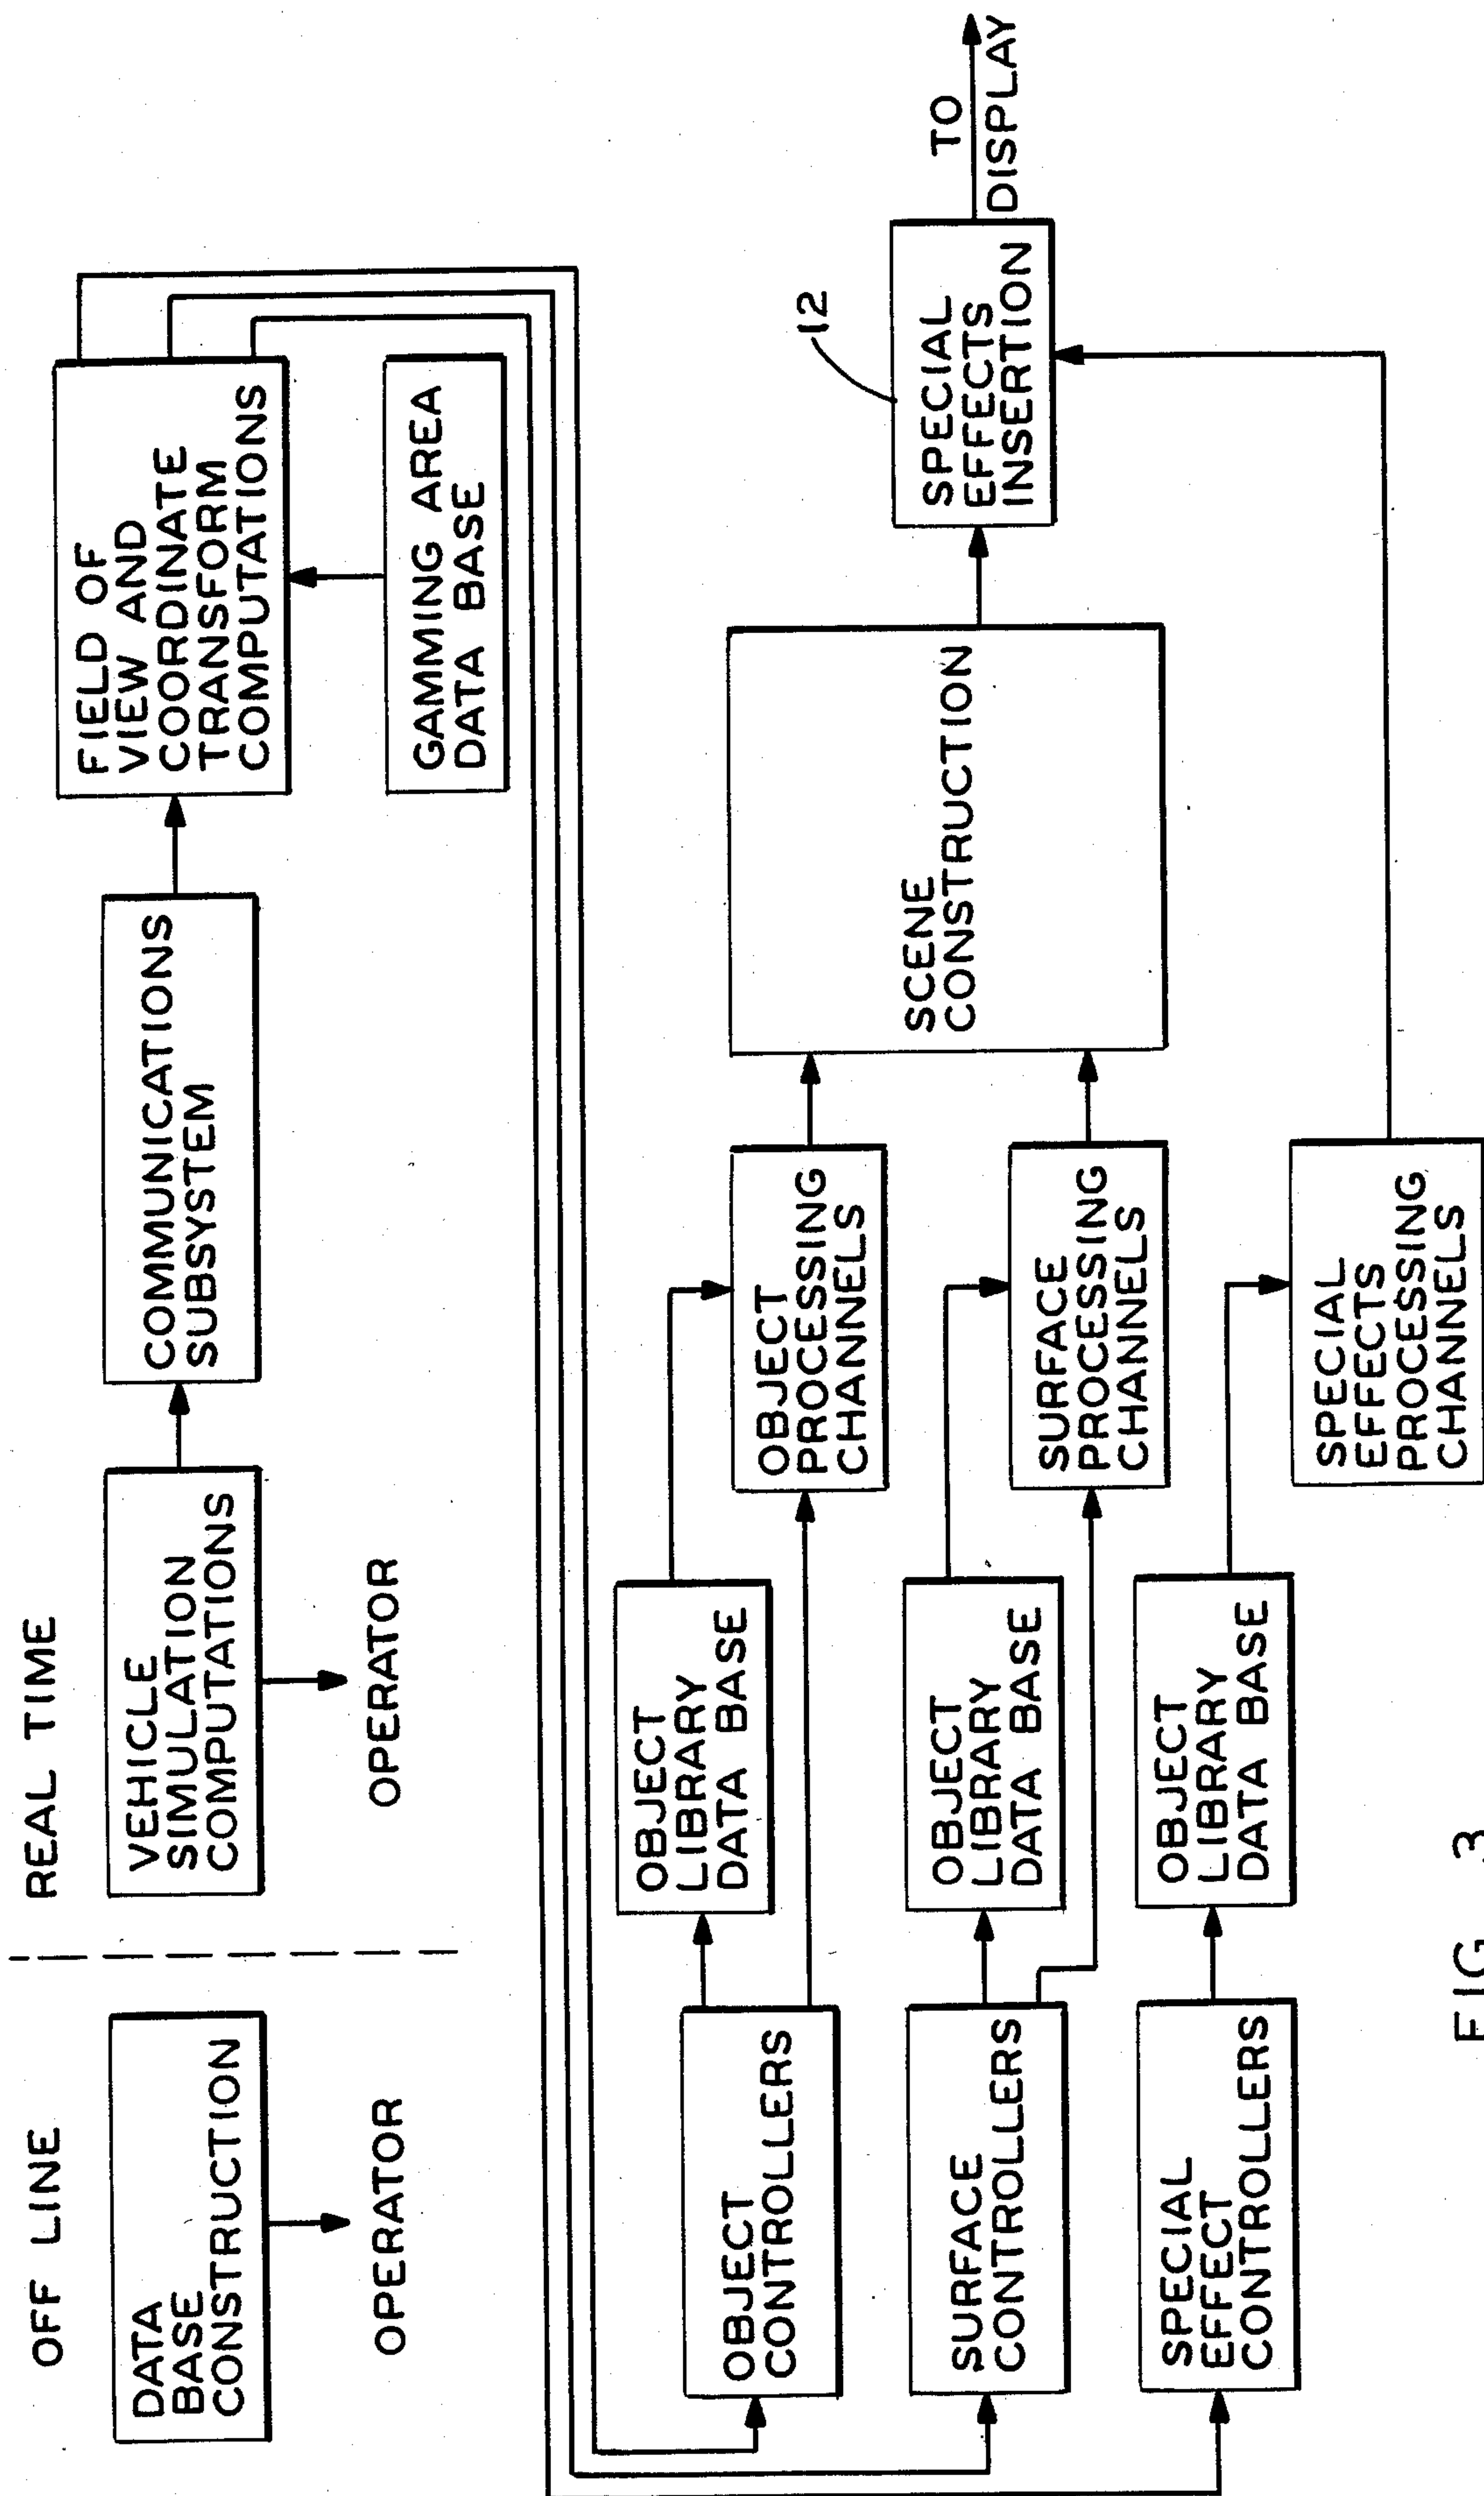 OFF LINE
REAL TIME
DATA
BASE
CONSTRUCTION
OPERATOR
VEHICLE
SIMULATION
COMPUTATIONS
OPERATOR
COMMUNICATIONS
SUBSYSTEM
FIELD OF
VIEW AND
COORDINATE
TRANSFORM
COMPUTATIONS
GAMMING AREA
DATA BASE
OBJECT
CONTROLLERS
OBJECT
LIBRARY
DATA BASE
OBJECT
PROCESSING
CHANNELS
SURFACE
CONTROLLERS
OBJECT
LIBRARY
DATA BASE
SURFACE
PROCESSING
CHANNELS
SPECIAL
EFFECT
CONTROLLERS
OBJECT
LIBRARY
DATA BASE
SPECIAL
EFFECTS
PROCESSING
CHANNELS
SCENE
CONSTRUCTION
12
SPECIAL
EFFECTS
INSERTION
TO
DISPLAY
FIG 3